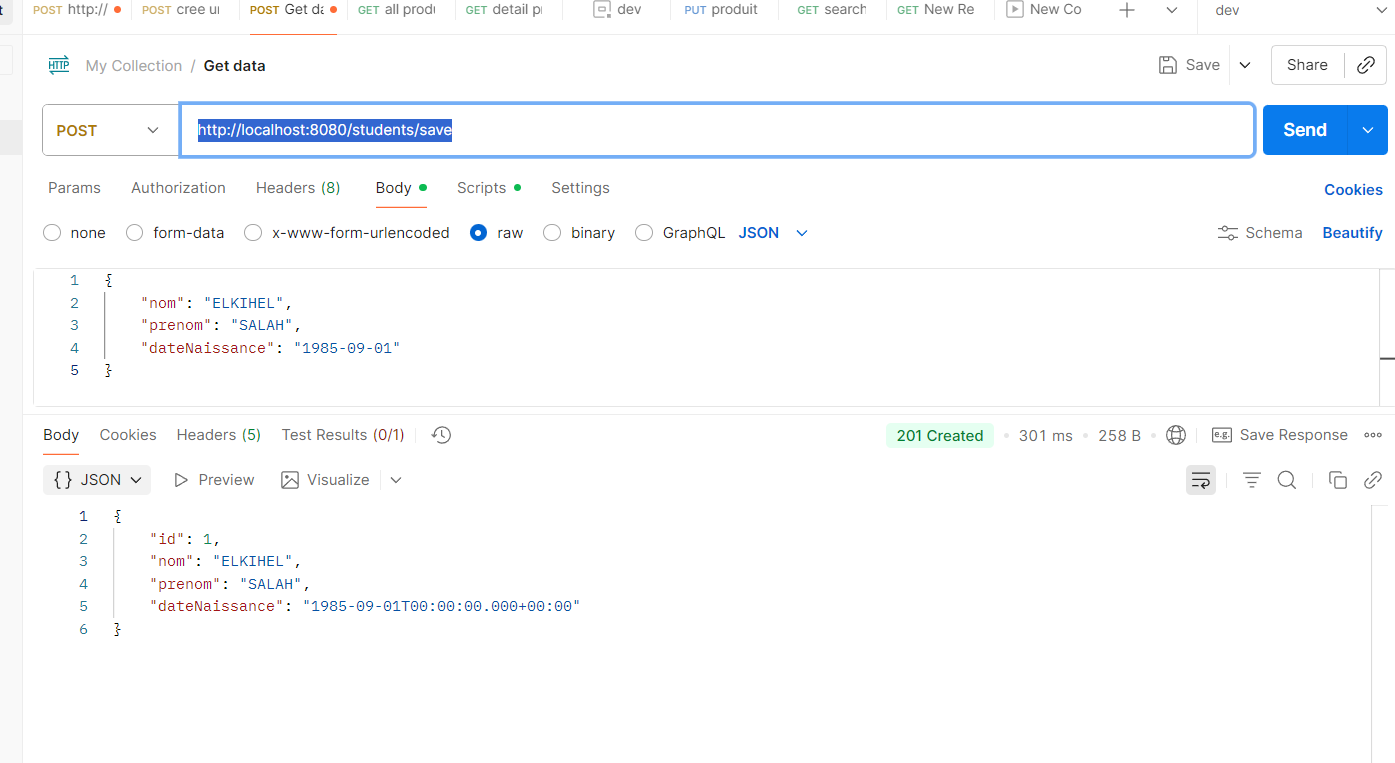 t POST http:// POST cree ur POST Get da GET all produ GET detail pr dev PUT produit GET search GET New Re New Co dev
HTTP My Collection / Get data Save Share
POST http://localhost:8080/students/save Send
Params Authorization Headers (8) Body Scripts Settings Cookies
none form-data x-www-form-urlencoded raw binary GraphQL JSON Schema Beautify
1 {
2 "nom": "ELKIHEL",
3 "prenom": "SALAH",
4 "dateNaissance": "1985-09-01"
5 }
Body Cookies Headers (5) Test Results (0/1) 201 Created 301 ms 258 B e.g. Save Response
{} JSON Preview Visualize
1 {
2 "id": 1,
3 "nom": "ELKIHEL",
4 "prenom": "SALAH",
5 "dateNaissance": "1985-09-01T00:00:00.000+00:00"
6 }